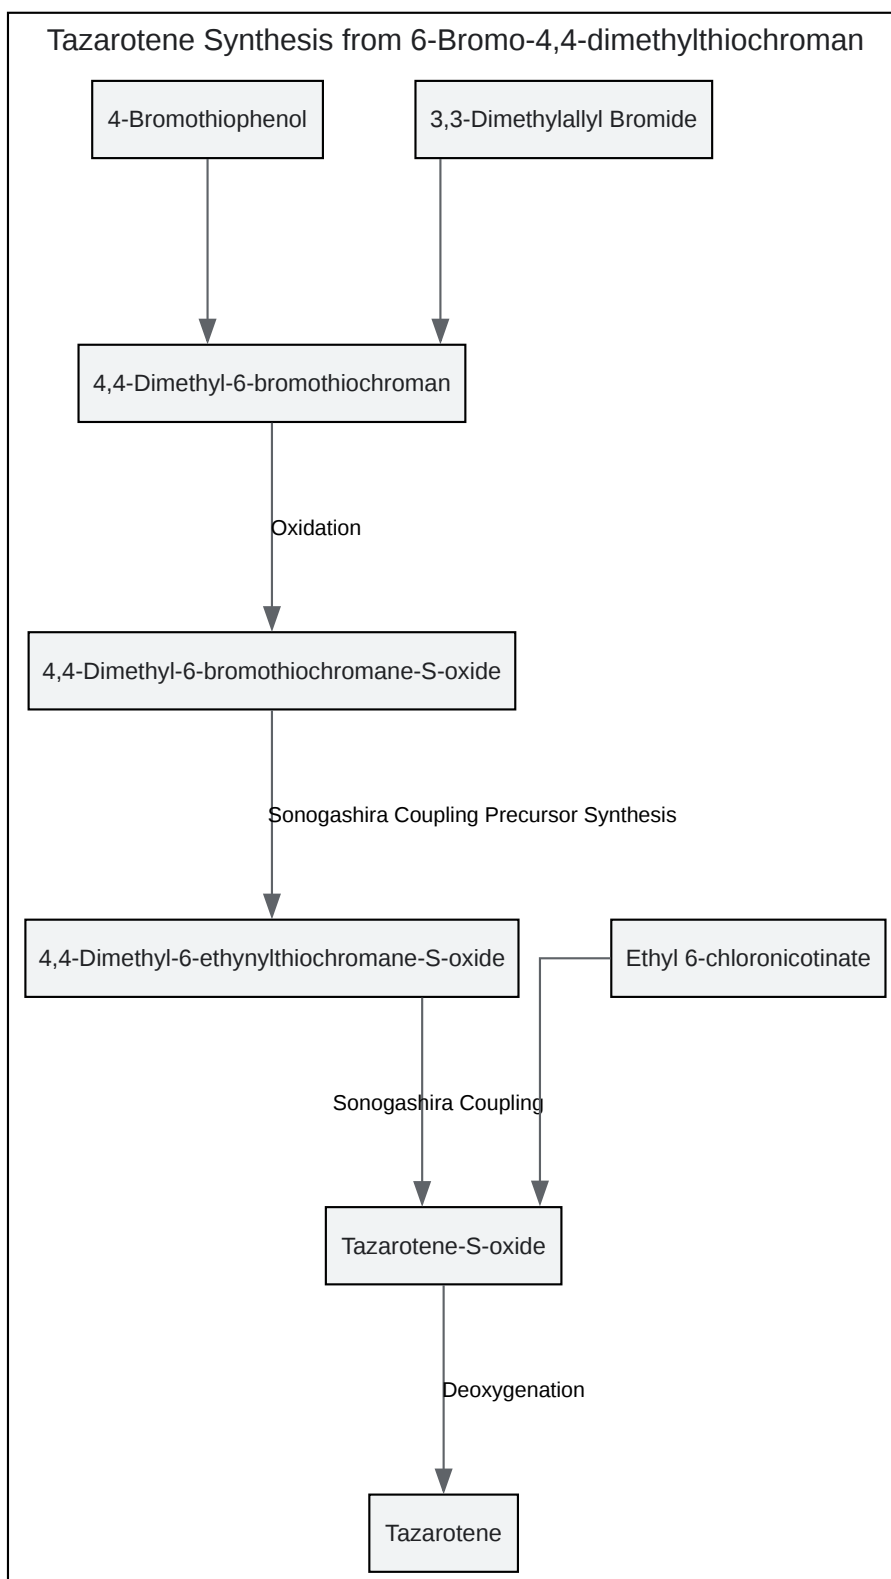 Tazarotene Synthesis from 6-Bromo-4,4-dimethylthiochroman
4-Bromothiophenol
3,3-Dimethylallyl Bromide
4,4-Dimethyl-6-bromothiochroman
Oxidation
4,4-Dimethyl-6-bromothiochromane-S-oxide
Sonogashira Coupling Precursor Synthesis
4,4-Dimethyl-6-ethynylthiochromane-S-oxide
Ethyl 6-chloronicotinate
Sonogashira Coupling
Tazarotene-S-oxide
Deoxygenation
Tazarotene